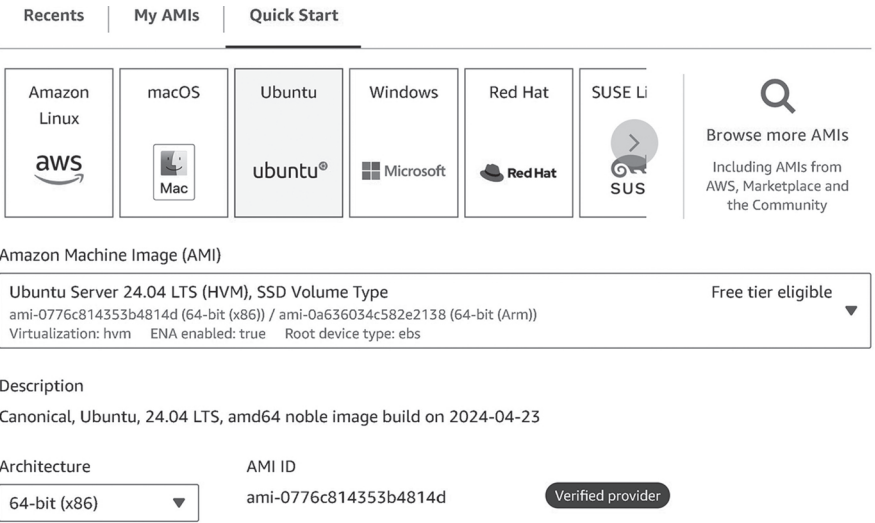 Recents My AMIs Quick Start
Amazon Linux
aws
macOS
Mac
Ubuntu
ubuntu®
Windows
Microsoft
Red Hat
Red Hat
SUSE Li
SUS
Browse more AMIs
Including AMIs from
AWS, Marketplace and
the Community
Amazon Machine Image (AMI)
Ubuntu Server 24.04 LTS (HVM), SSD Volume Type Free tier eligible
ami-0776c814353b4814d (64-bit (x86)) / ami-0a636034c582e2138 (64-bit (Arm))
Virtualization: hvm ENA enabled: true Root device type: ebs
Description
Canonical, Ubuntu, 24.04 LTS, amd64 noble image build on 2024-04-23
Architecture AMI ID
64-bit (x86) ami-0776c814353b4814d Verified provider